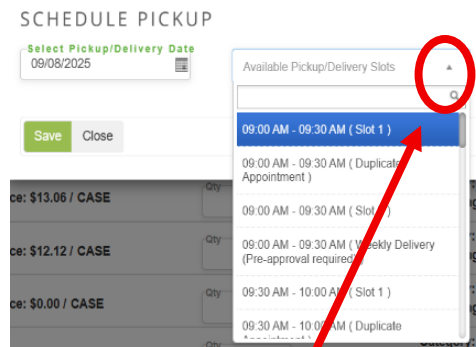 SCHEDULE PICKUP
Select Pickup/Delivery Date
09/08/2025
Available Pickup/Delivery Slots
Save
Close
09:00 AM - 09:30 AM ( Slot 1 )
09:00 AM - 09:30 AM ( Duplicate
Appointment )
09:00 AM - 09:30 AM ( Slot )
09:00 AM - 09:30 AM ( Weekly Delivery
(Pre-approval required)
09:30 AM - 10:00 AM ( Slot 1 )
09:30 AM - 10:00 AM ( Duplicate
ce: $13.06 / CASE
Qty
ce: $12.12 / CASE
Qty
ce: $0.00 / CASE
Qty
Qty